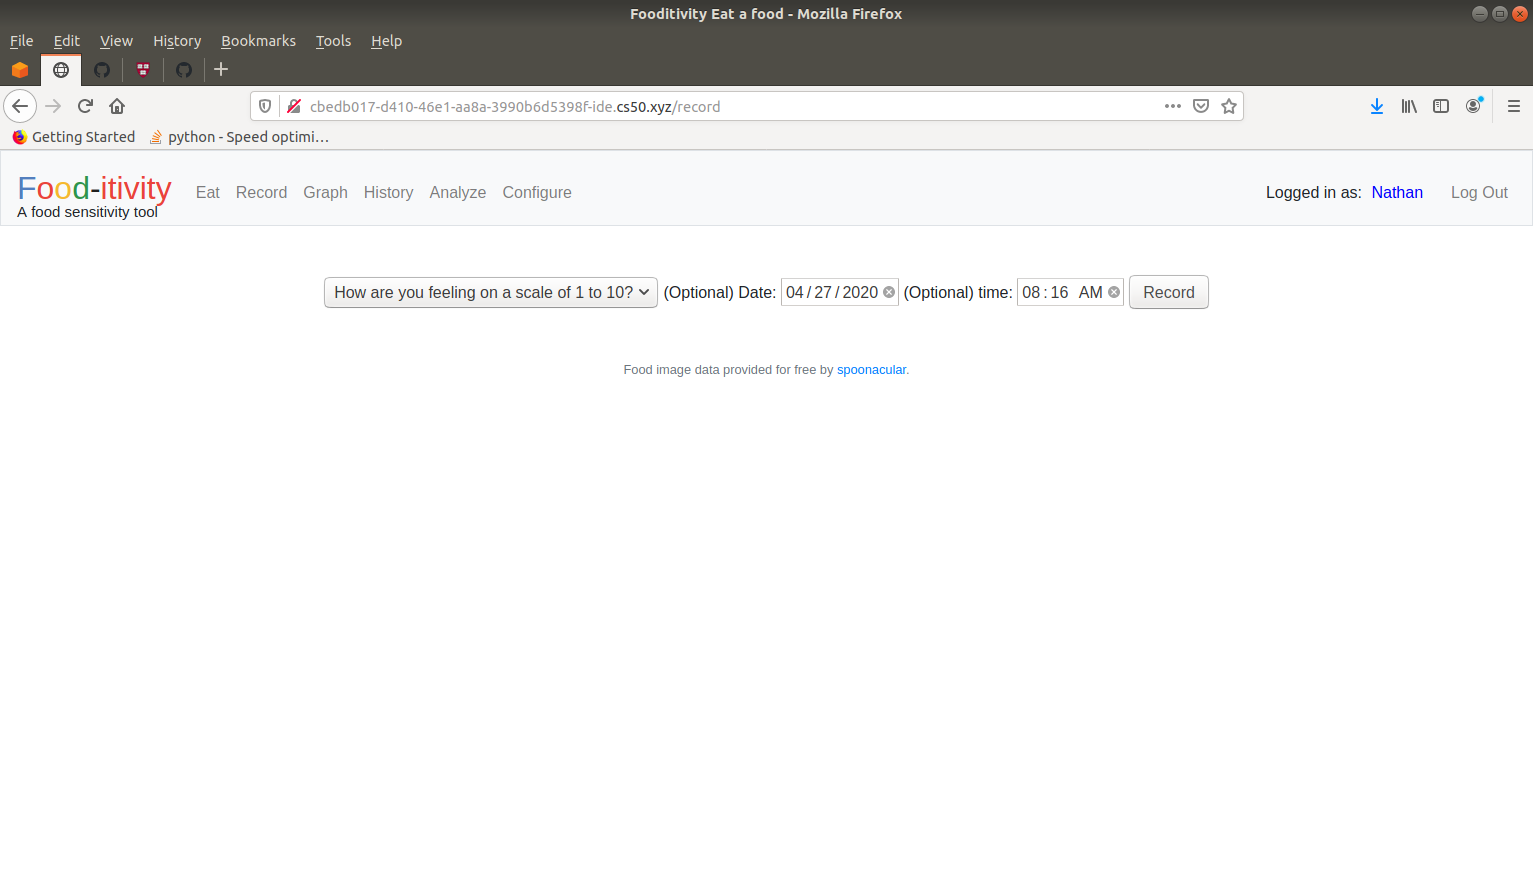 Fooditivity Eat a food - Mozilla Firefox
File Edit View History Bookmarks Tools Help
cbedb017-d410-46e1-aa8a-3990b6d5398f-ide.cs50.xyz/record
Getting Started python - Speed optimi...
Food-itivity Eat Record Graph History Analyze Configure Logged in as: Nathan Log Out
A food sensitivity tool
How are you feeling on a scale of 1 to 10? (Optional) Date: 04/27/2020 (Optional) time: 08:16 AM Record
Food image data provided for free by spoonacular.